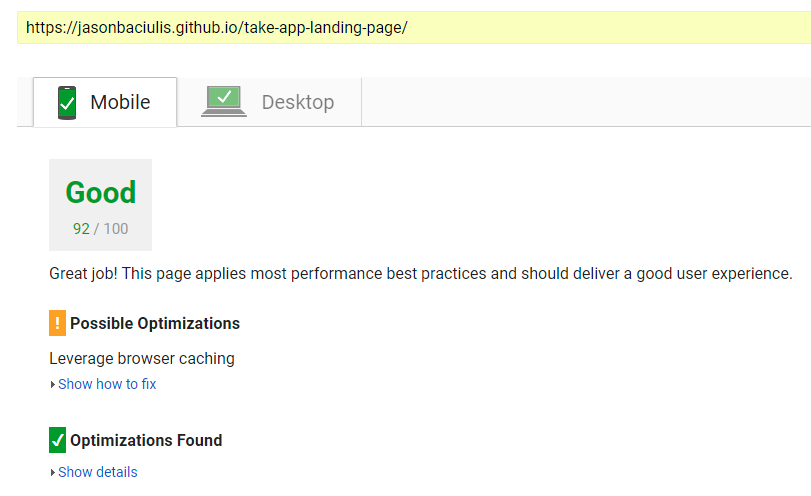 https://jasonbaciulis.github.io/take-app-landing-page/
Mobile
Desktop
Good
92 / 100
Great job! This page applies most performance best practices and should deliver a good user experience.
! Possible Optimizations
Leverage browser caching
Show how to fix
Optimizations Found
Show details